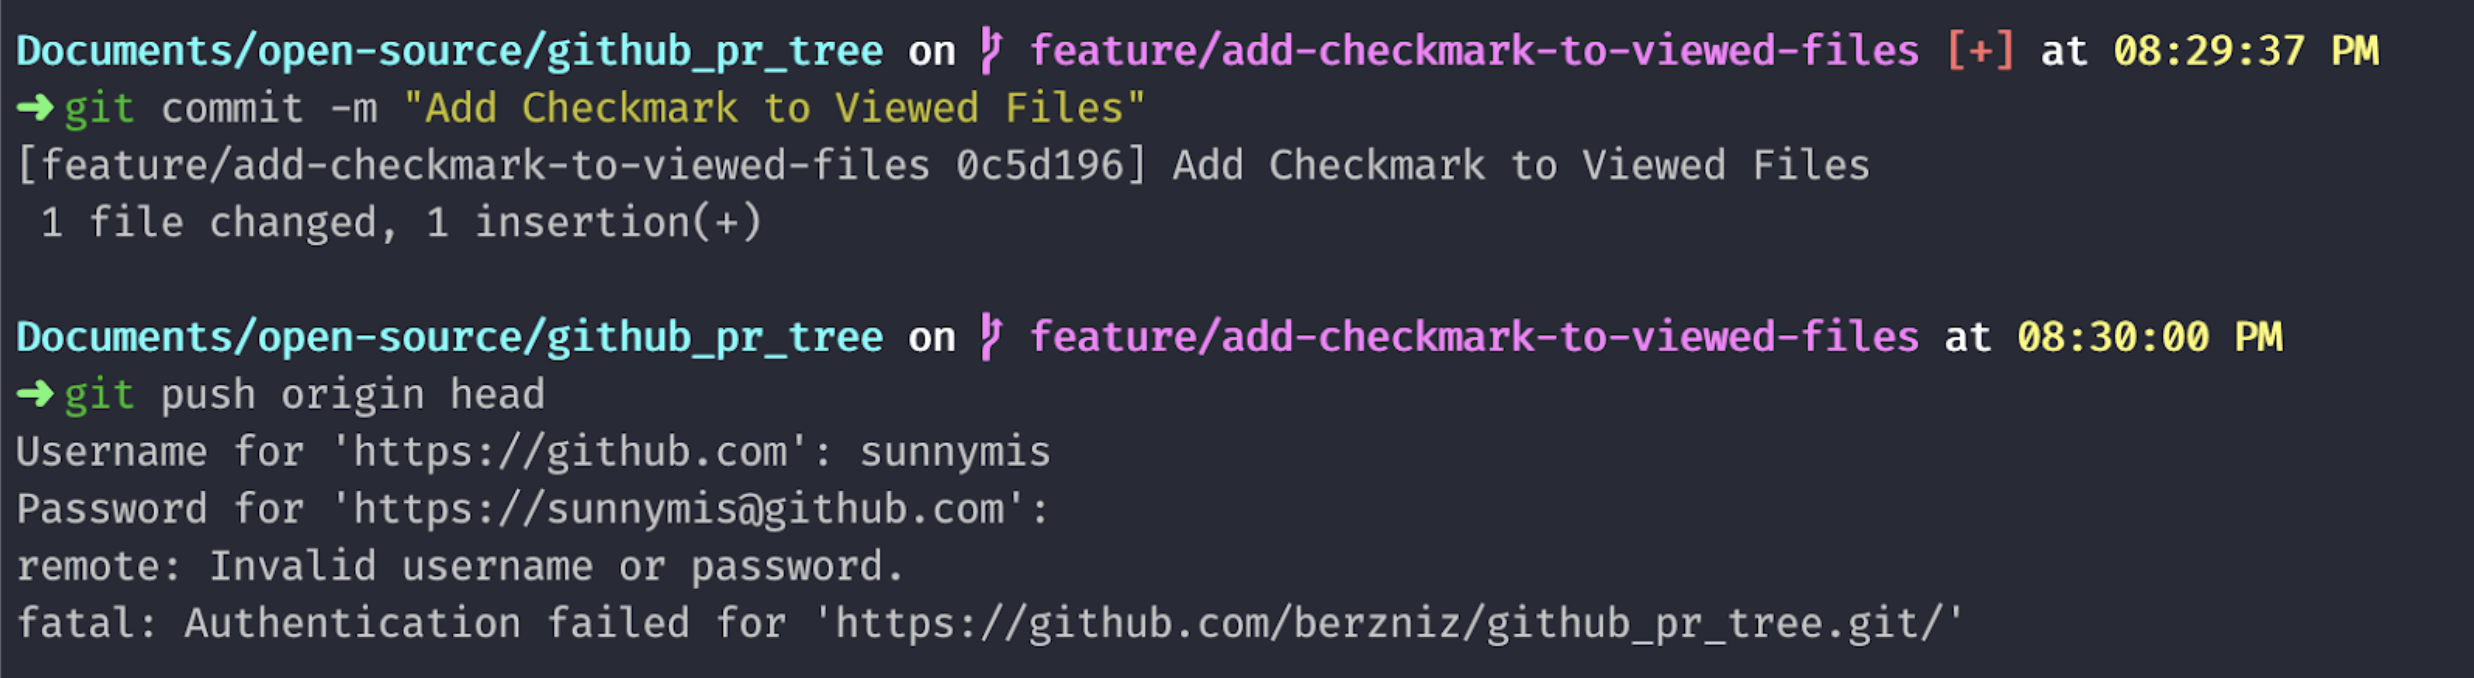 Documents/open-source/github_pr_tree on feature/add-checkmark-to-viewed-files [+] at 08:29:37 PM
➜ git commit -m "Add Checkmark to Viewed Files"
[feature/add-checkmark-to-viewed-files 0c5d196] Add Checkmark to Viewed Files
1 file changed, 1 insertion(+)
Documents/open-source/github_pr_tree on feature/add-checkmark-to-viewed-files at 08:30:00 PM
➜ git push origin head
Username for 'https://github.com': sunnymis
Password for 'https://sunnymis@github.com':
remote: Invalid username or password.
fatal: Authentication failed for 'https://github.com/berzniz/github_pr_tree.git/'